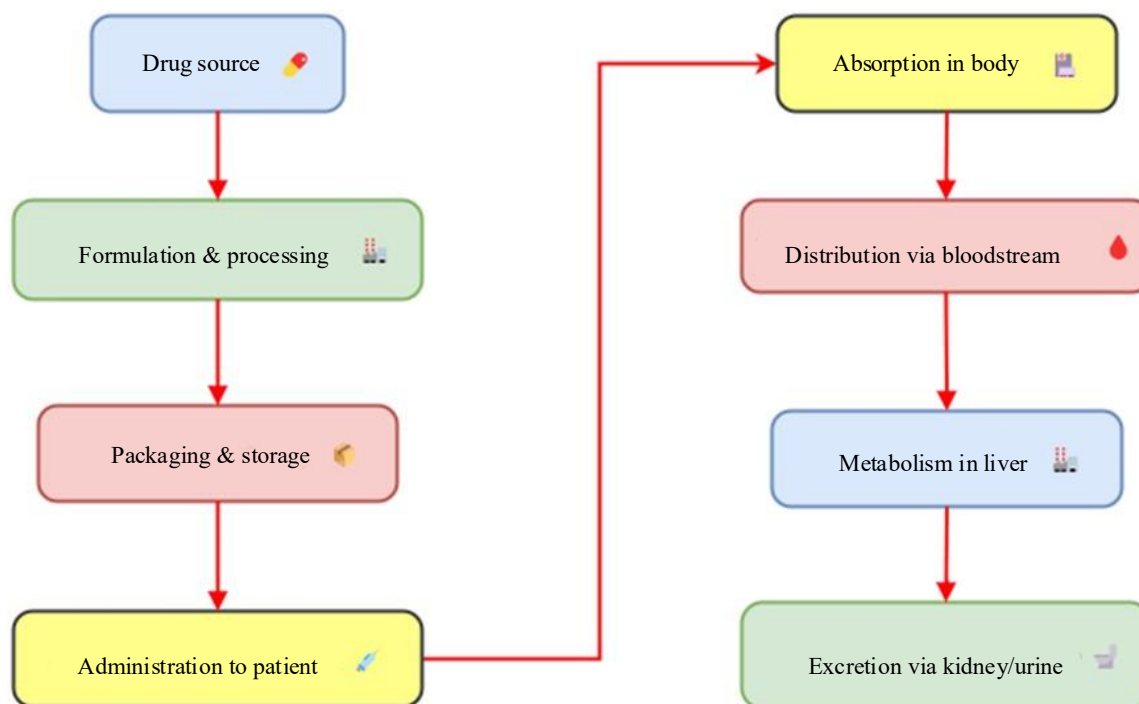 Drug source
Formulation & processing
Packaging & storage
Administration to patient
Absorption in body
Distribution via bloodstream
Metabolism in liver
Excretion via kidney/urine